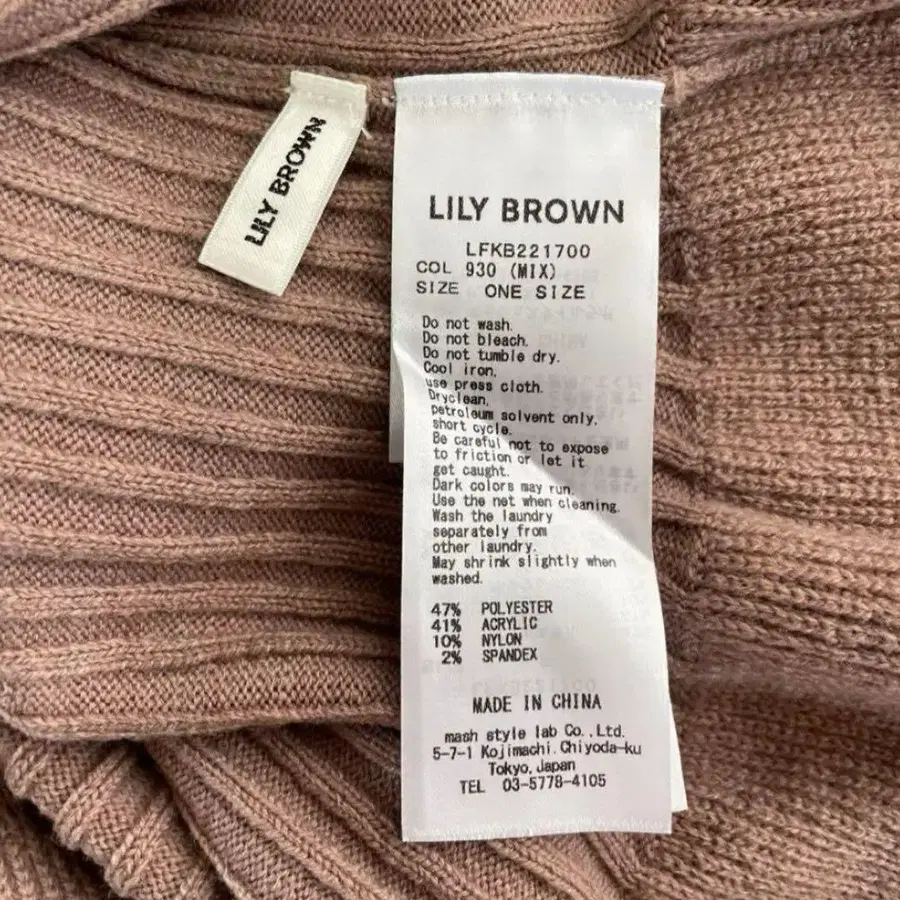 LILY BROWN
LILY BROWN
LFKB221700
COL 930 (MIX)
SIZE ONE SIZE
Do not wash.
Do not bleach.
Do not tumble dry.
Cool iron,
use press cloth.
Dryclean,
petroleum solvent only,
short cycle.
Be careful not to expose
to friction or let it
get caught.
Dark colors may run.
Use the net when cleaning.
Wash the laundry
separately from
other laundry.
May shrink slightly when
washed.
47% POLYESTER
41% ACRYLIC
10% NYLON
2% SPANDEX
MADE IN CHINA
mash style lab Co.,Ltd.
5-7-1 Kojimachi.Chiyoda-ku
Tokyo.Japan
TEL 03-5778-4105